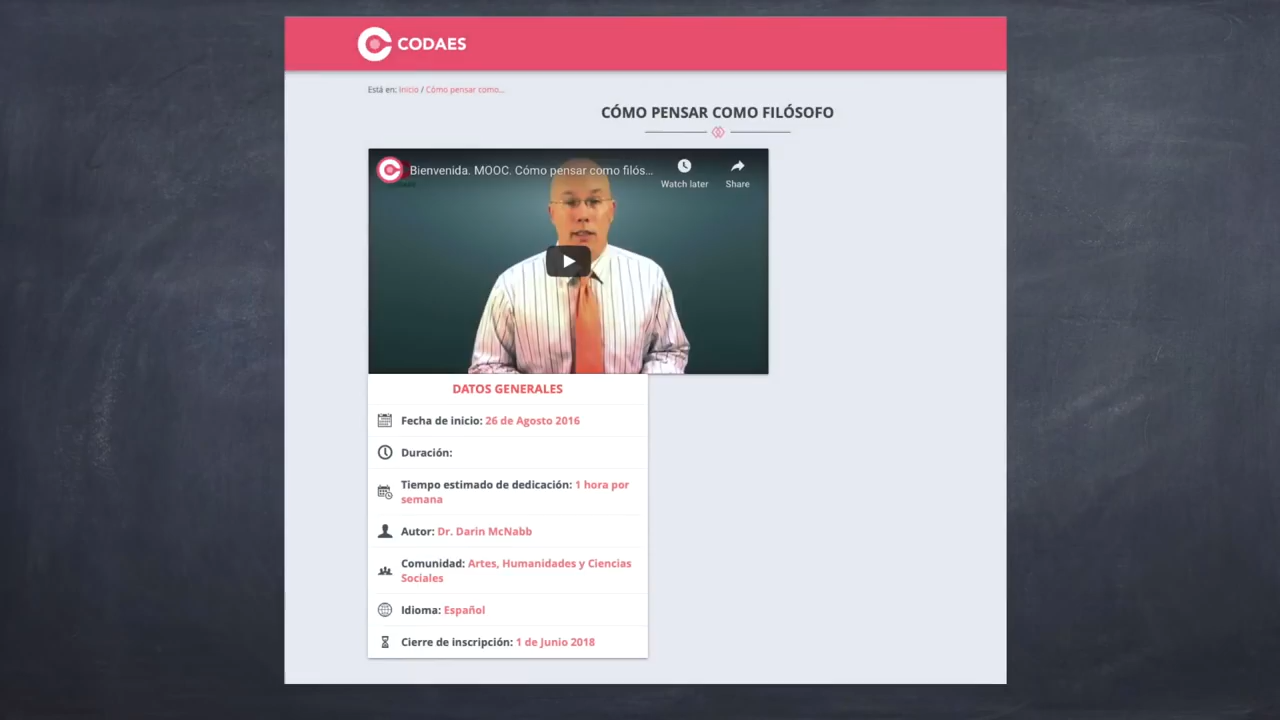 CODAES
Está en: Inicio / Cómo pensar como...
CÓMO PENSAR COMO FILÓSOFO
Bienvenida. MOOC. Cómo pensar como filós...
Watch later
Share
DATOS GENERALES
Fecha de inicio: 26 de Agosto 2016
Duración:
Tiempo estimado de dedicación: 1 hora por
semana
Autor: Dr. Darin McNabb
Comunidad: Artes, Humanidades y Ciencias
Sociales
Idioma: Español
Cierre de inscripción: 1 de Junio 2018